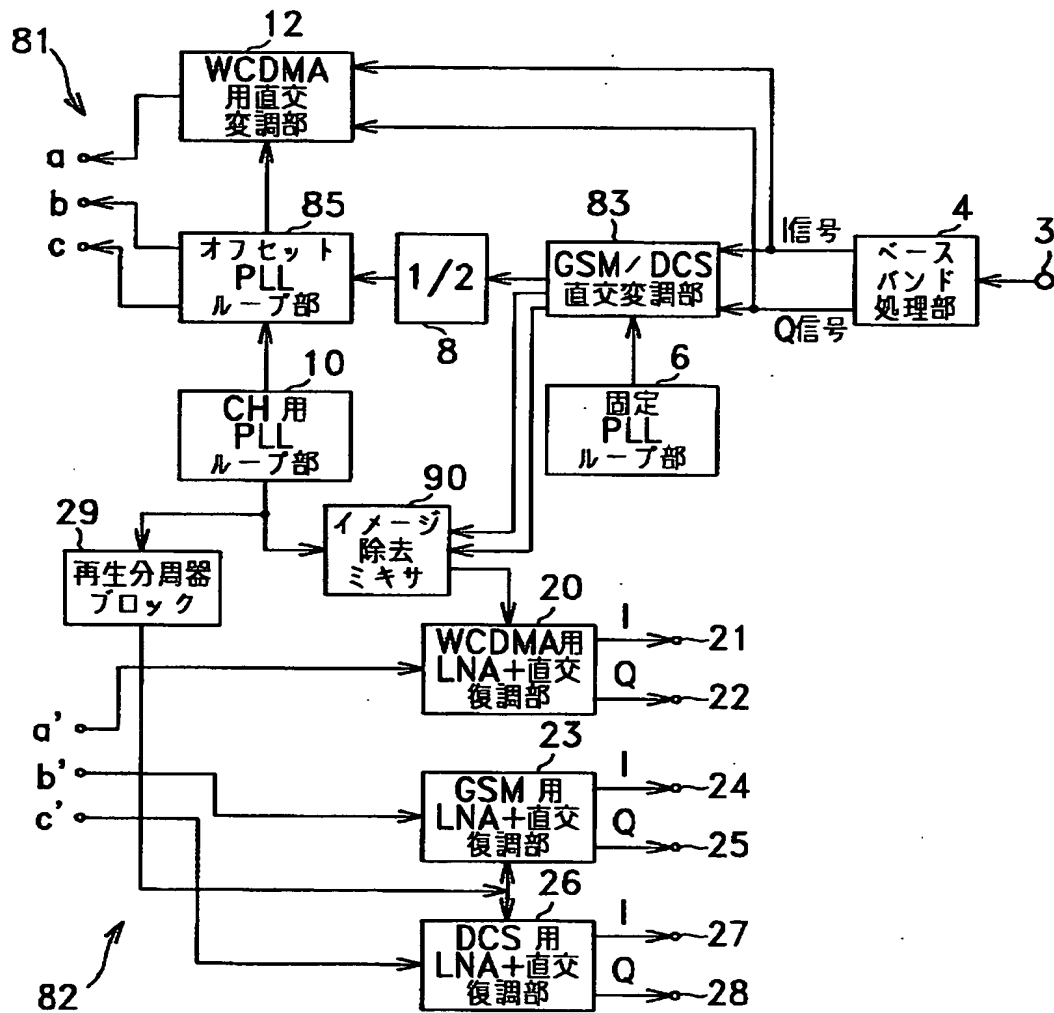 81
12
WCDMA
用直交
変調部
a
b
c
85
オフセット
PLL
ループ部
1/2
8
83
GSM/DCS
直交変調部
I信号
Q信号
4
ベース
バンド
処理部
3
10
CH用
PLL
ループ部
6
固定
PLL
ループ部
90
イメージ
除去
ミキサ
29
再生分周器
ブロック
20
WCDMA用
LNA+直交
復調部
I
21
Q
22
a'
b'
c'
23
GSM用
LNA+直交
復調部
I
24
Q
25
26
DCS用
LNA+直交
復調部
I
27
Q
28
82